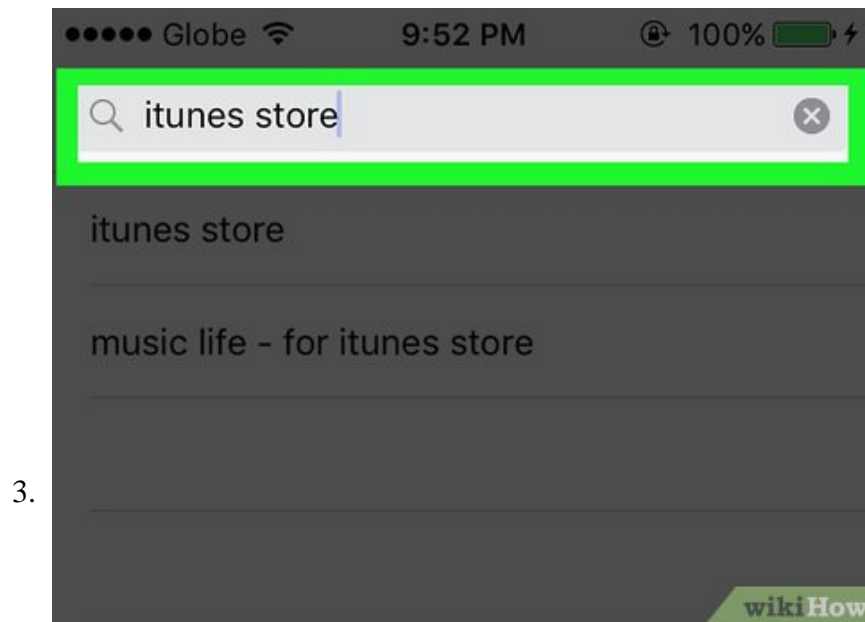 ●●●●● Globe 9:52 PM 100%
itunes store
itunes store
music life - for itunes store
3.
wikiHow